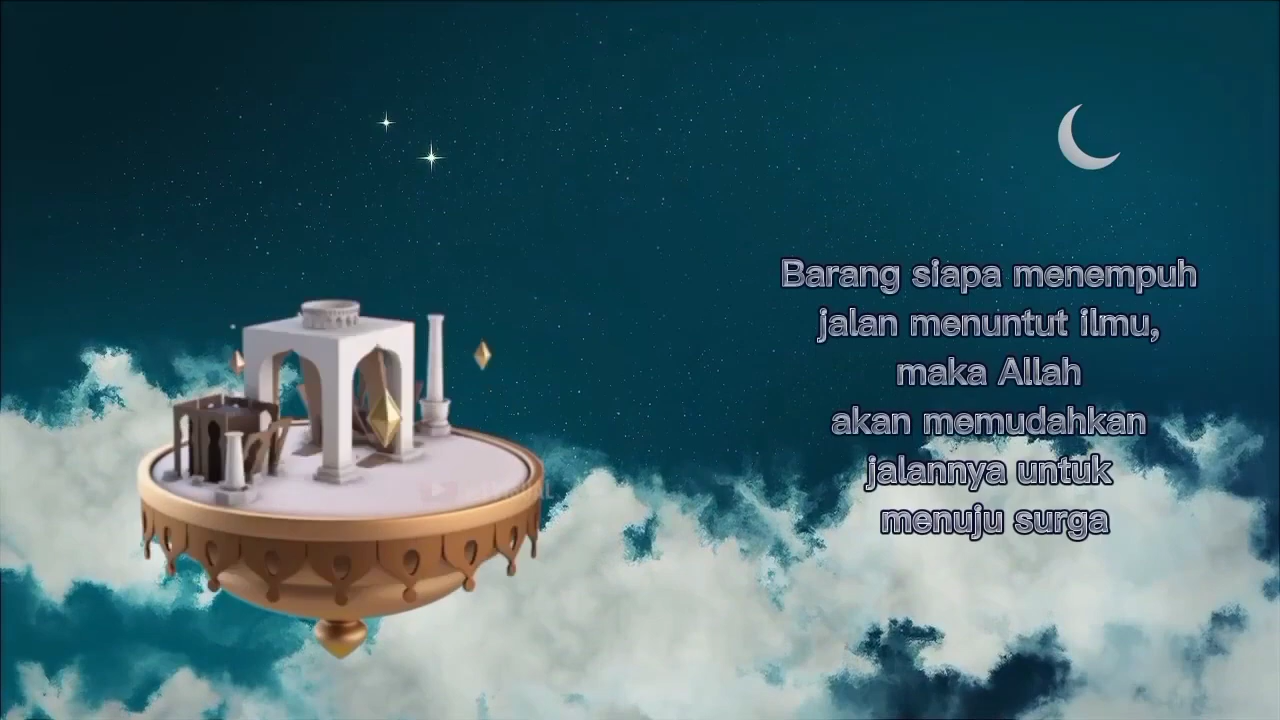 Barang siapa menempuh
jalan menuntut ilmu,
maka Allah
akan memudahkan
jalannya untuk
menuju surga